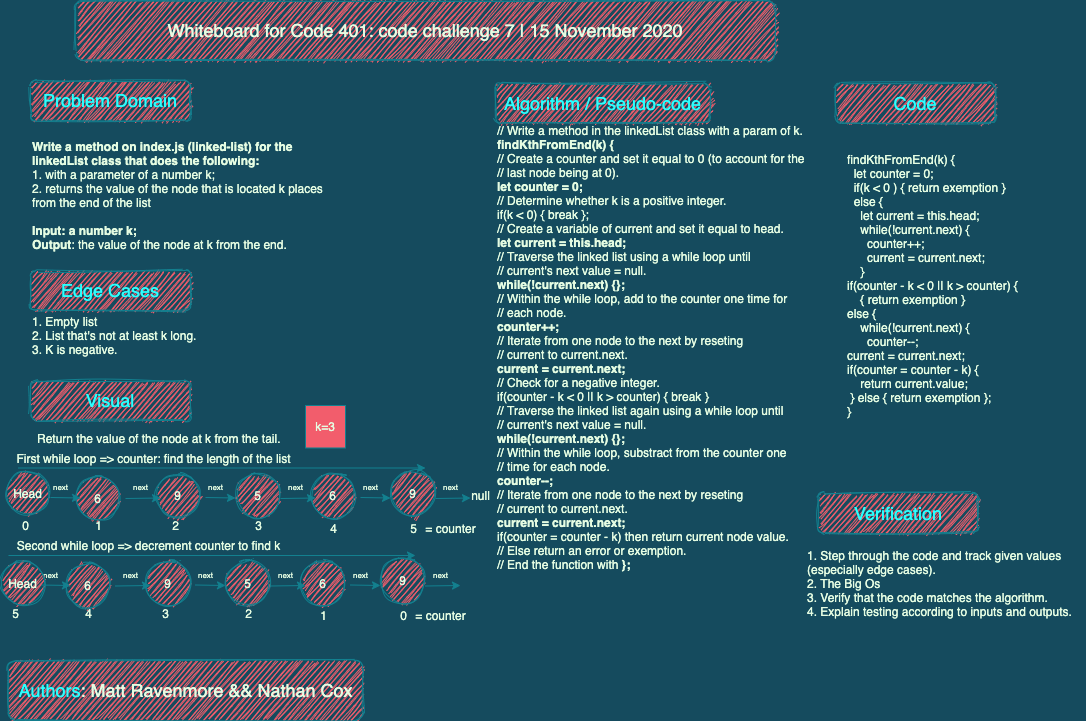 Whiteboard for Code 401: code challenge 7 | 15 November 2020
Problem Domain
Write a method on index.js (linked-list) for the
linkedList class that does the following:
1. with a parameter of a number k;
2. returns the value of the node that is located k places
from the end of the list
Input: a number k;
Output: the value of the node at k from the end.
Edge Cases
1. Empty list
2. List that's not at least k long.
3. K is negative.
Visual
k=3
Return the value of the node at k from the tail.
First while loop => counter: find the length of the list
Head next 6 next 9 next 5 next 6 next 9 next null
0 1 2 3 4 5 = counter
Second while loop => decrement counter to find k
Head next 6 next 9 next 5 next 6 next 9 next
5 4 3 2 1 0 = counter
Authors: Matt Ravenmore && Nathan Cox
Algorithm / Pseudo-code
// Write a method in the linkedList class with a param of k.
findKthFromEnd(k) {
// Create a counter and set it equal to 0 (to account for the
// last node being at 0).
let counter = 0;
// Determine whether k is a positive integer.
if(k < 0) { break };
// Create a variable of current and set it equal to head.
let current = this.head;
// Traverse the linked list using a while loop until
// current's next value = null.
while(!current.next) {};
// Within the while loop, add to the counter one time for
// each node.
counter++;
// Iterate from one node to the next by reseting
// current to current.next.
current = current.next;
// Check for a negative integer.
if(counter - k < 0 || k > counter) { break }
// Traverse the linked list again using a while loop until
// current's next value = null.
while(!current.next) {};
// Within the while loop, substract from the counter one
// time for each node.
counter--;
// Iterate from one node to the next by reseting
// current to current.next.
current = current.next;
if(counter = counter - k) then return current node value.
// Else return an error or exemption.
// End the function with };
Code
findKthFromEnd(k) {
let counter = 0;
if(k < 0 ) { return exemption }
else {
let current = this.head;
while(!current.next) {
counter++;
current = current.next;
}
if(counter - k < 0 || k > counter) {
{ return exemption }
else {
while(!current.next) {
counter--;
current = current.next;
if(counter = counter - k) {
return current.value;
} else { return exemption };
}
Verification
1. Step through the code and track given values
(especially edge cases).
2. The Big Os
3. Verify that the code matches the algorithm.
4. Explain testing according to inputs and outputs.